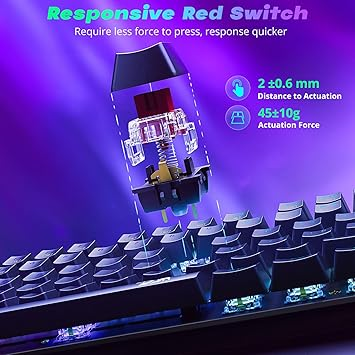 Responsive Red Switch
Require less force to press, response quicker
2 ±0.6 mm
Distance to Actuation
45±10g
Actuation Force